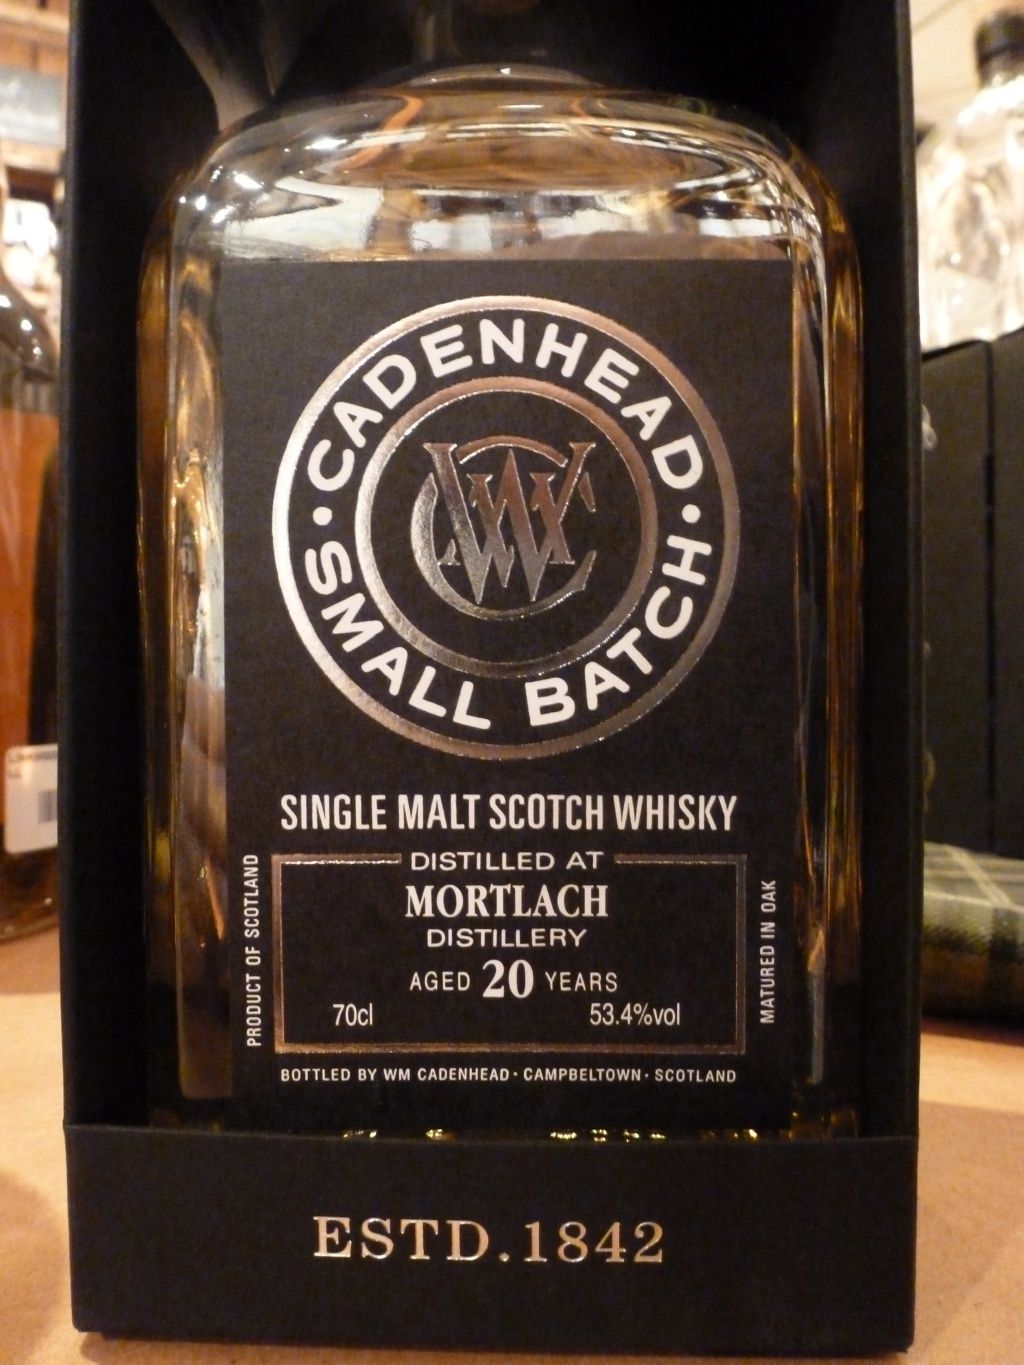 CADENHEAD
· SMALL BATCH ·
WC
SINGLE MALT SCOTCH WHISKY
PRODUCT OF SCOTLAND
DISTILLED AT
MORTLACH
DISTILLERY
AGED 20 YEARS
70cl 53.4%vol
MATURED IN OAK
BOTTLED BY WM CADENHEAD · CAMPBELTOWN · SCOTLAND
ESTD.1842